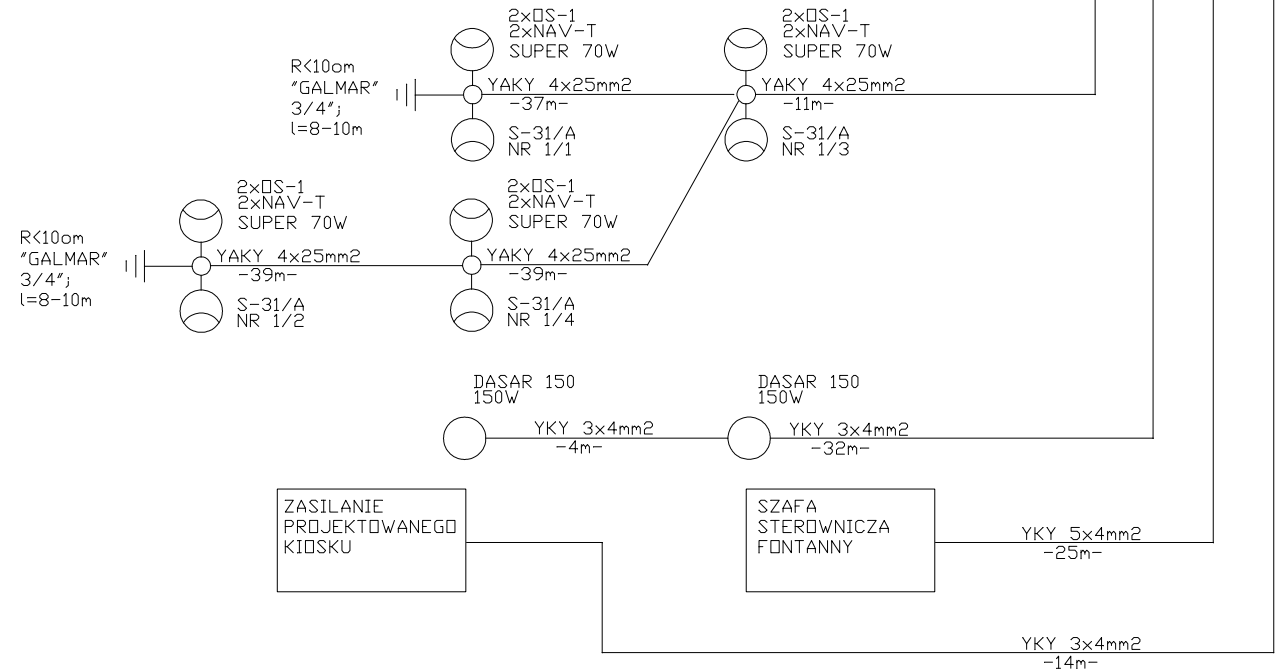 2xOS-1
2xNAV-T
SUPER 70W
2xOS-1
2xNAV-T
SUPER 70W
R<10om
"GALMAR"
3/4";
l=8-10m
YAKY 4x25mm2
-37m-
YAKY 4x25mm2
-11m-
S-31/A
NR 1/1
S-31/A
NR 1/3
2xOS-1
2xNAV-T
SUPER 70W
2xOS-1
2xNAV-T
SUPER 70W
R<10om
"GALMAR"
3/4";
l=8-10m
YAKY 4x25mm2
-39m-
YAKY 4x25mm2
-39m-
S-31/A
NR 1/2
S-31/A
NR 1/4
DASAR 150
150W
DASAR 150
150W
YKY 3x4mm2
-4m-
YKY 3x4mm2
-32m-
ZASILANIE
PROJEKTOWANEGO
KIOSKU
SZAFA
STEROWNICZA
FONTANNY
YKY 5x4mm2
-25m-
YKY 3x4mm2
-14m-